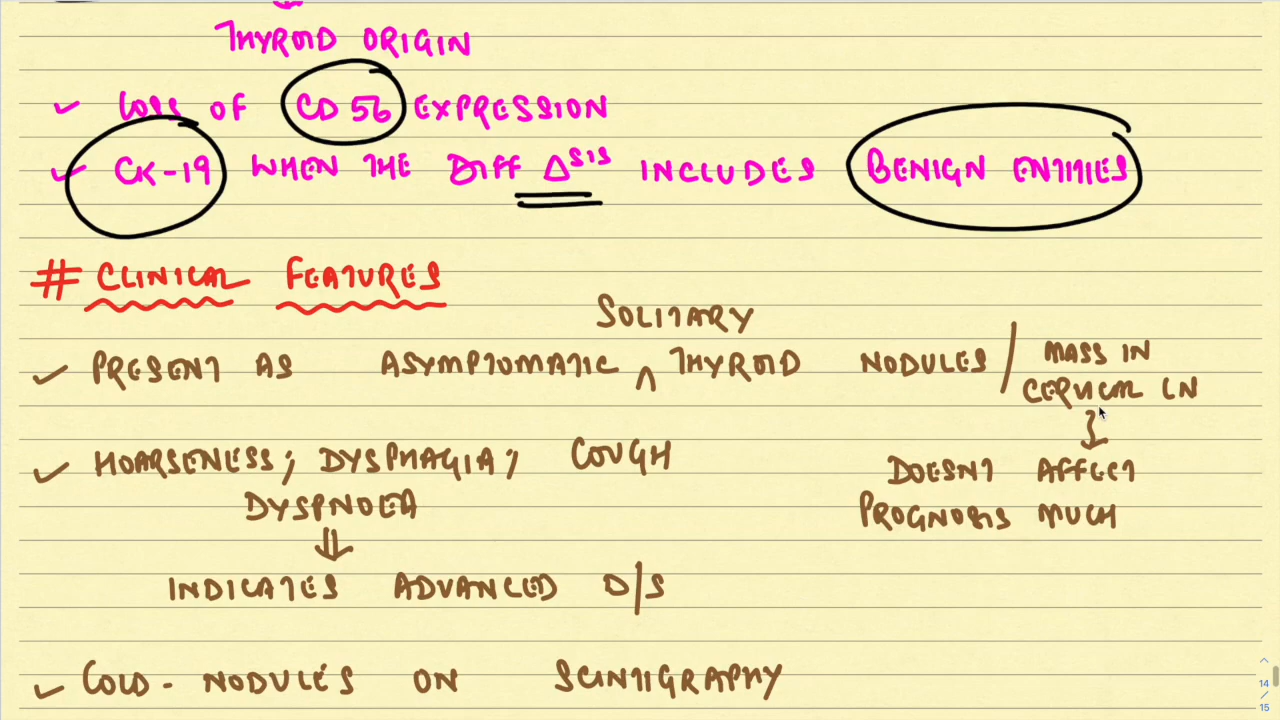 THYROID ORIGIN
✓ LOSS OF CD 56 EXPRESSION
✓ CK-19 WHEN THE DIFF Δˢⁱˢ INCLUDES BENIGN ENTITIES
# CLINICAL FEATURES
SOLITARY
✓ PRESENT AS ASYMPTOMATIC ^ THYROID NODULES / MASS IN
CERVICAL LN
↓
✓ HOARSENESS; DYSPHAGIA; COUGH
DYSPNOEA
DOESNT AFFECT
PROGNOSIS MUCH
⇓
INDICATES ADVANCED D/S
✓ COLD - NODULES ON SCINTIGRAPHY
14
/
15